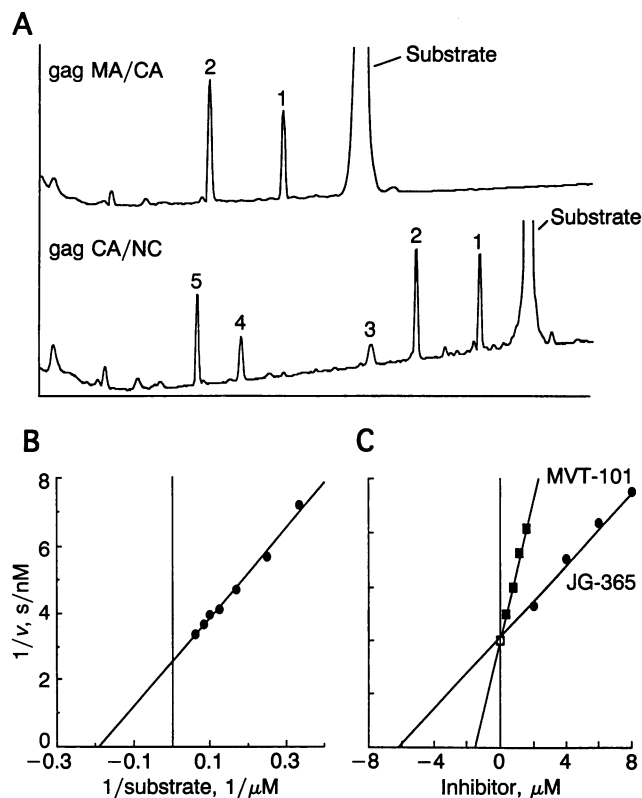 A
gag MA/CA
2
1
Substrate
gag CA/NC
5
4
3
2
1
Substrate
B
8
6
4
2
0
−0.3
−0.1
0.1
0.3
1/v, s/nM
1/substrate, 1/μM
C
MVT-101
JG-365
−8
−4
0
4
8
Inhibitor, μM